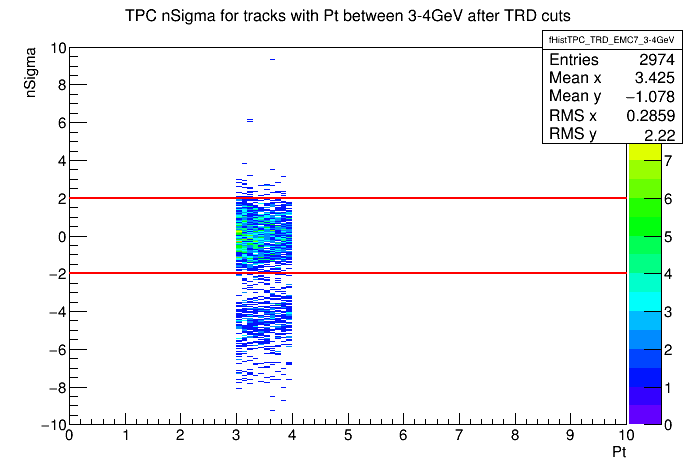 TPC nSigma for tracks with Pt between 3-4GeV after TRD cuts
fHistTPC_TRD_EMC7_3-4GeV
Entries 2974
Mean x 3.425
Mean y −1.078
RMS x 0.2859
RMS y 2.22
nSigma
10
8
6
4
2
0
−2
−4
−6
−8
−10
0 1 2 3 4 5 6 7 8 9 10
Pt
7
6
5
4
3
2
1
0